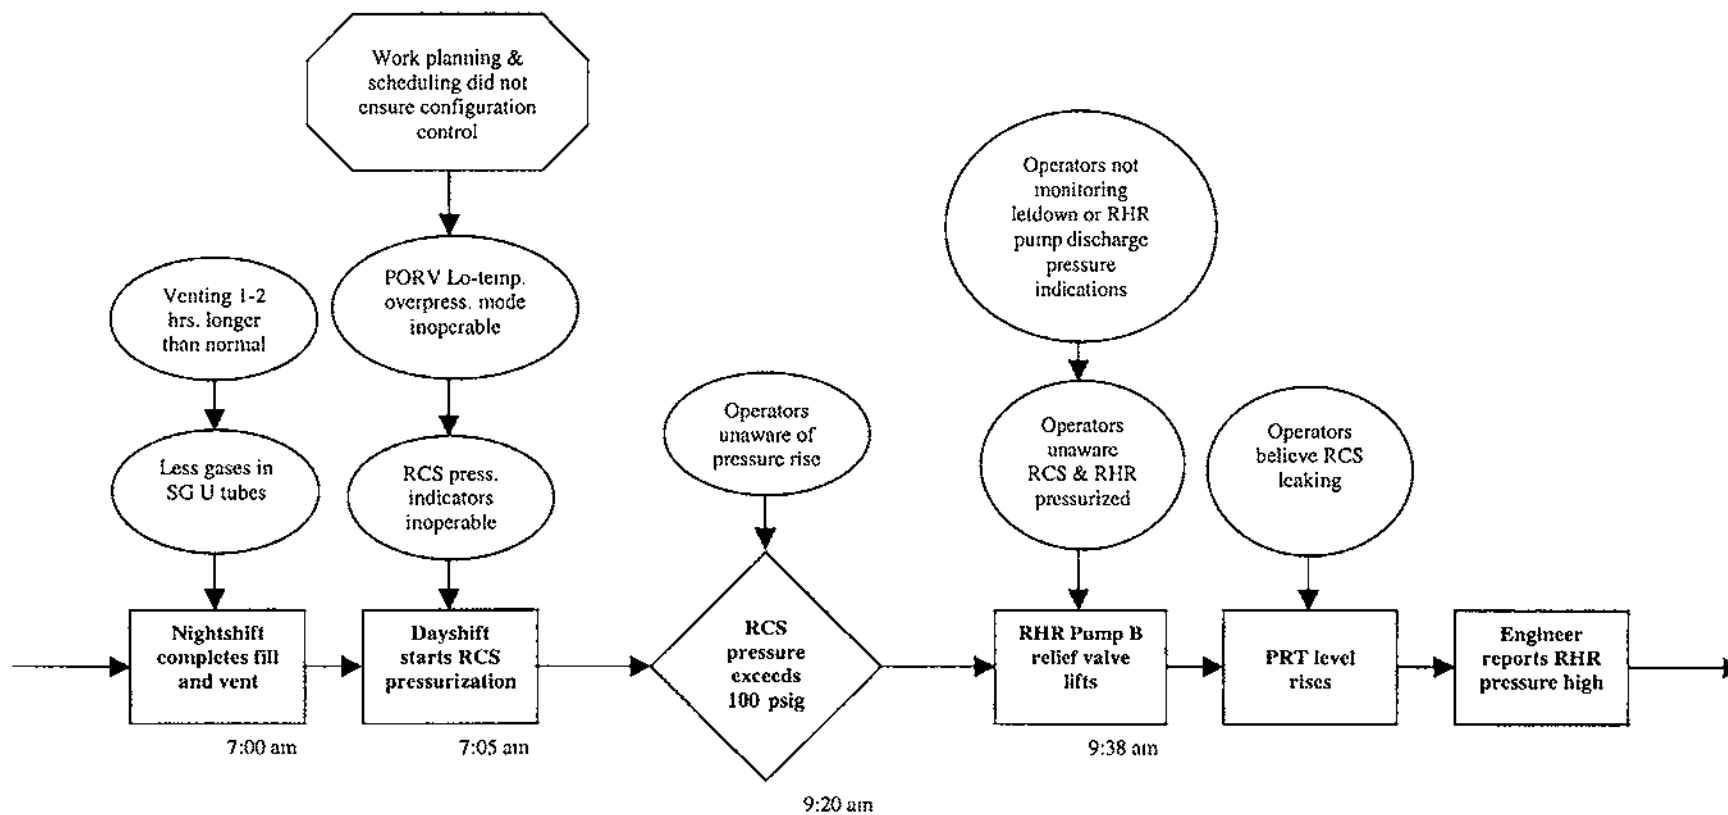 Work planning &
scheduling did not
ensure configuration
control
Operators not
monitoring
letdown or RHR
pump discharge
pressure
indications
Venting 1-2
hrs. longer
than normal
PORV Lo-temp.
overpress. mode
inoperable
Operators
unaware of
pressure rise
Operators
unaware
RCS & RHR
pressurized
Operators
believe RCS
leaking
Less gases in
SG U tubes
RCS press.
indicators
inoperable
Nightshift
completes fill
and vent
Dayshift
starts RCS
pressurization
RCS
pressure
exceeds
100 psig
RHR Pump B
relief valve
lifts
PRT level
rises
Engineer
reports RHR
pressure high
7:00 am
7:05 am
9:38 am
9:20 am